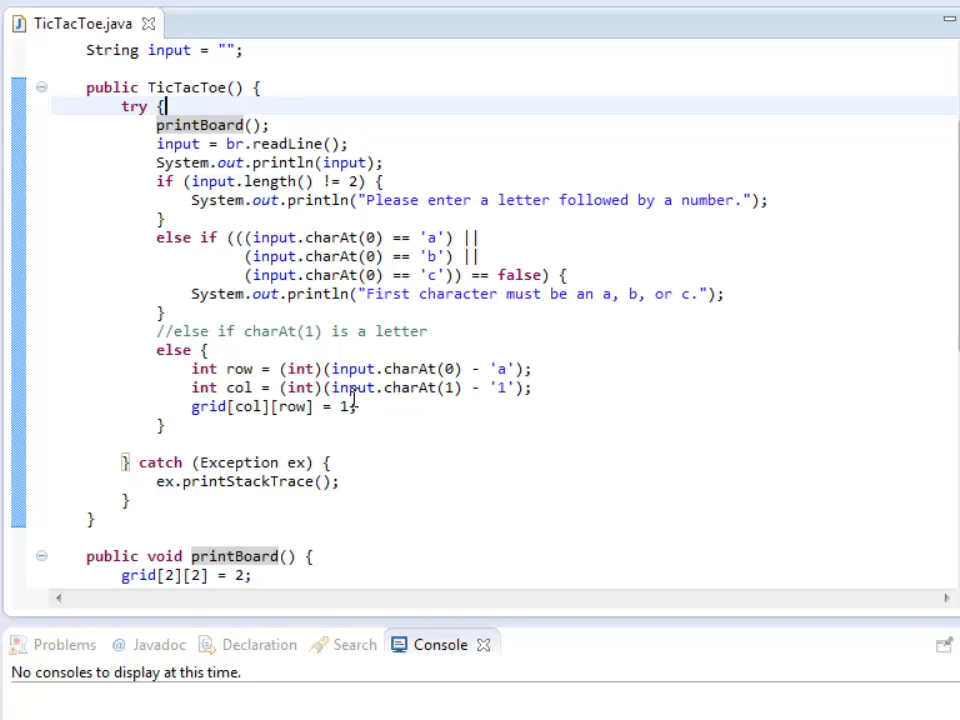 TicTacToe.java
String input = "";
public TicTacToe() {
try {
printBoard();
input = br.readLine();
System.out.println(input);
if (input.length() != 2) {
System.out.println("Please enter a letter followed by a number.");
}
else if (((input.charAt(0) == 'a') ||
(input.charAt(0) == 'b') ||
(input.charAt(0) == 'c')) == false) {
System.out.println("First character must be an a, b, or c.");
}
//else if charAt(1) is a letter
else {
int row = (int)(input.charAt(0) - 'a');
int col = (int)(input.charAt(1) - '1');
grid[col][row] = 1;
}
} catch (Exception ex) {
ex.printStackTrace();
}
}
public void printBoard() {
grid[2][2] = 2;
Problems @ Javadoc Declaration Search Console
No consoles to display at this time.